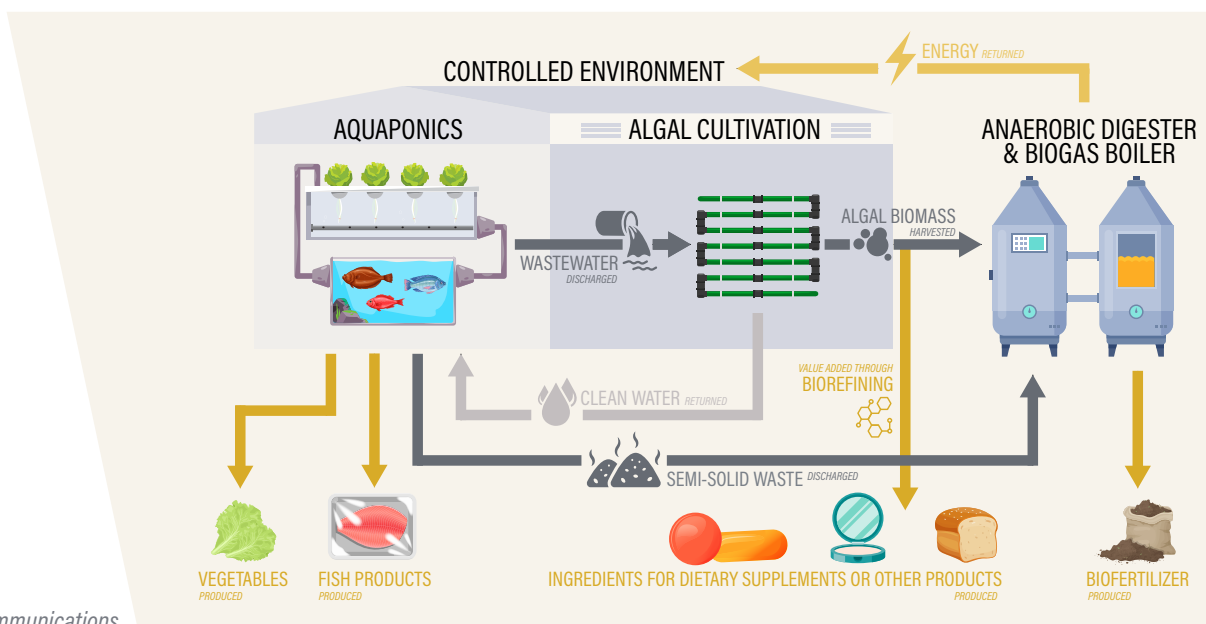 ENERGY RETURNED
CONTROLLED ENVIRONMENT
AQUAPONICS
ALGAL CULTIVATION
ANAEROBIC DIGESTER
& BIOGAS BOILER
WASTEWATER
DISCHARGED
ALGAL BIOMASS
HARVESTED
VALUE ADDED THROUGH
BIOREFINING
CLEAN WATER RETURNED
SEMI-SOLID WASTE DISCHARGED
VEGETABLES
PRODUCED
FISH PRODUCTS
PRODUCED
INGREDIENTS FOR DIETARY SUPPLEMENTS OR OTHER PRODUCTS
PRODUCED
BIOFERTILIZER
PRODUCED